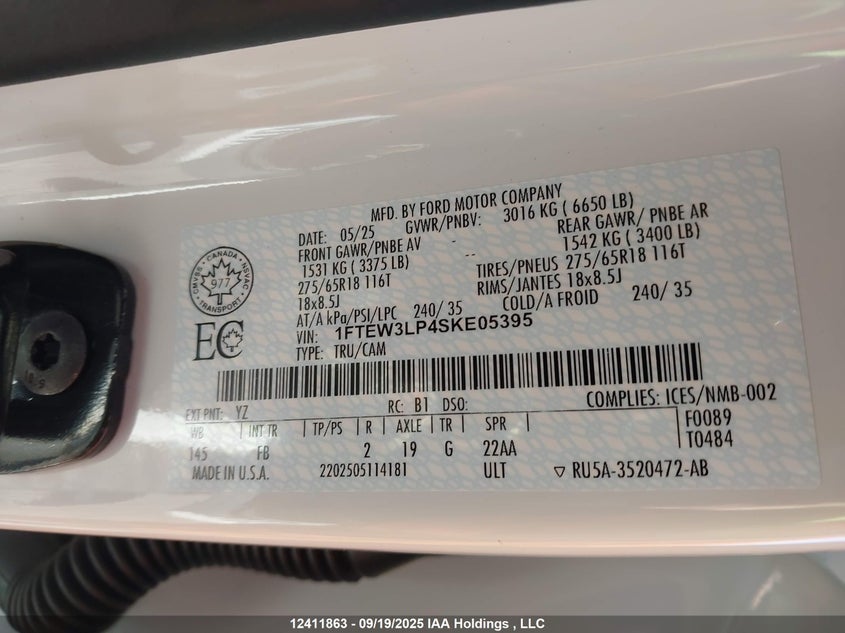 MFD. BY FORD MOTOR COMPANY
DATE: 05/25 GVWR/PNBV: 3016 KG ( 6650 LB)
FRONT GAWR/PNBE AV -- REAR GAWR/ PNBE AR
1531 KG ( 3375 LB) -- 1542 KG ( 3400 LB)
275/65R18 116T TIRES/PNEUS 275/65R18 116T
18x8.5J RIMS/JANTES 18x8.5J
AT/A kPa/PSI/LPC 240/ 35 COLD/A FROID 240/ 35
VIN: 1FTEW3LP4SKE05395
TYPE: TRU/CAM
CANADA
CMVSS NSVAC
977
TRANSPORT
EC
EXT PNT: YZ RC: B1 DSO: COMPLIES: ICES/NMB-002
WB INT TR TP/PS R AXLE TR SPR F0089
145 FB 2 19 G 22AA T0484
MADE IN U.S.A. 2202505114181 ULT ▽ RU5A-3520472-AB
12411863 - 09/19/2025 IAA Holdings , LLC